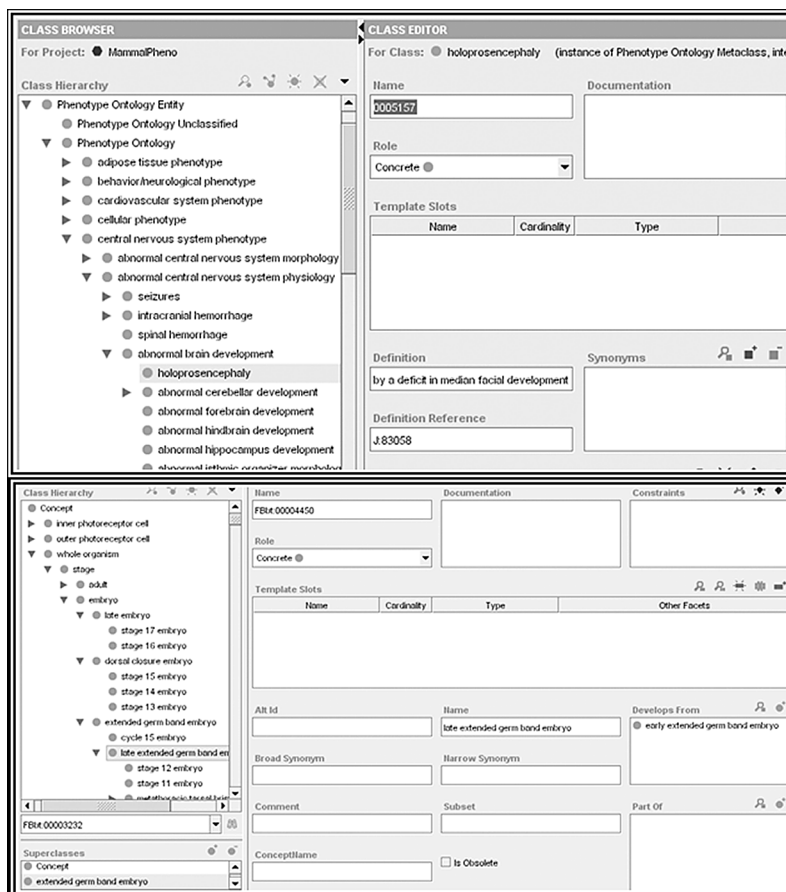 CLASS BROWSER
For Project: MammalPheno
Class Hierarchy
Phenotype Ontology Entity
Phenotype Ontology Unclassified
Phenotype Ontology
adipose tissue phenotype
behavior/neurological phenotype
cardiovascular system phenotype
cellular phenotype
central nervous system phenotype
abnormal central nervous system morphology
abnormal central nervous system physiology
seizures
intracranial hemorrhage
spinal hemorrhage
abnormal brain development
holoprosencephaly
abnormal cerebellar development
abnormal forebrain development
abnormal hindbrain development
abnormal hippocampus development
abnormal isthmic organizer morpholog
CLASS EDITOR
For Class: holoprosencephaly (instance of Phenotype Ontology Metaclass, inte
Name Documentation
0005157
Role
Concrete
Template Slots
Name Cardinality Type
Definition Synonyms
by a deficit in median facial development
Definition Reference
J:83058
Class Hierarchy
Concept
inner photoreceptor cell
outer photoreceptor cell
whole organism
stage
adult
embryo
late embryo
stage 17 embryo
stage 16 embryo
dorsal closure embryo
stage 15 embryo
stage 14 embryo
stage 13 embryo
extended germ band embryo
cycle 15 embryo
late extended germ band em
stage 12 embryo
stage 11 embryo
FBbt:00003232
Superclasses
Concept
extended germ band embryo
Name Documentation Constraints
FBbt:00004450
Role
Concrete
Template Slots
Name Cardinality Type Other Facets
Alt Id Name Develops From
late extended germ band embryo early extended germ band embryo
Broad Synonym Narrow Synonym
Comment Subset Part Of
ConceptName
Is Obsolete